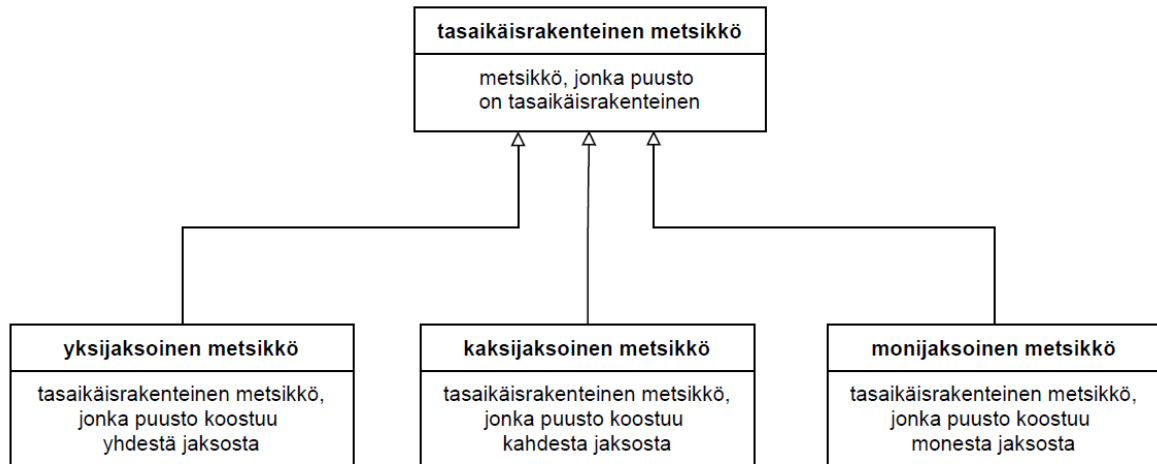 tasaikäisrakenteinen metsikkö
metsikkö, jonka puusto
on tasaikäisrakenteinen
yksijaksoinen metsikkö
tasaikäisrakenteinen metsikkö,
jonka puusto koostuu
yhdestä jaksosta
kaksijaksoinen metsikkö
tasaikäisrakenteinen metsikkö,
jonka puusto koostuu
kahdesta jaksosta
monijaksoinen metsikkö
tasaikäisrakenteinen metsikkö,
jonka puusto koostuu
monesta jaksosta